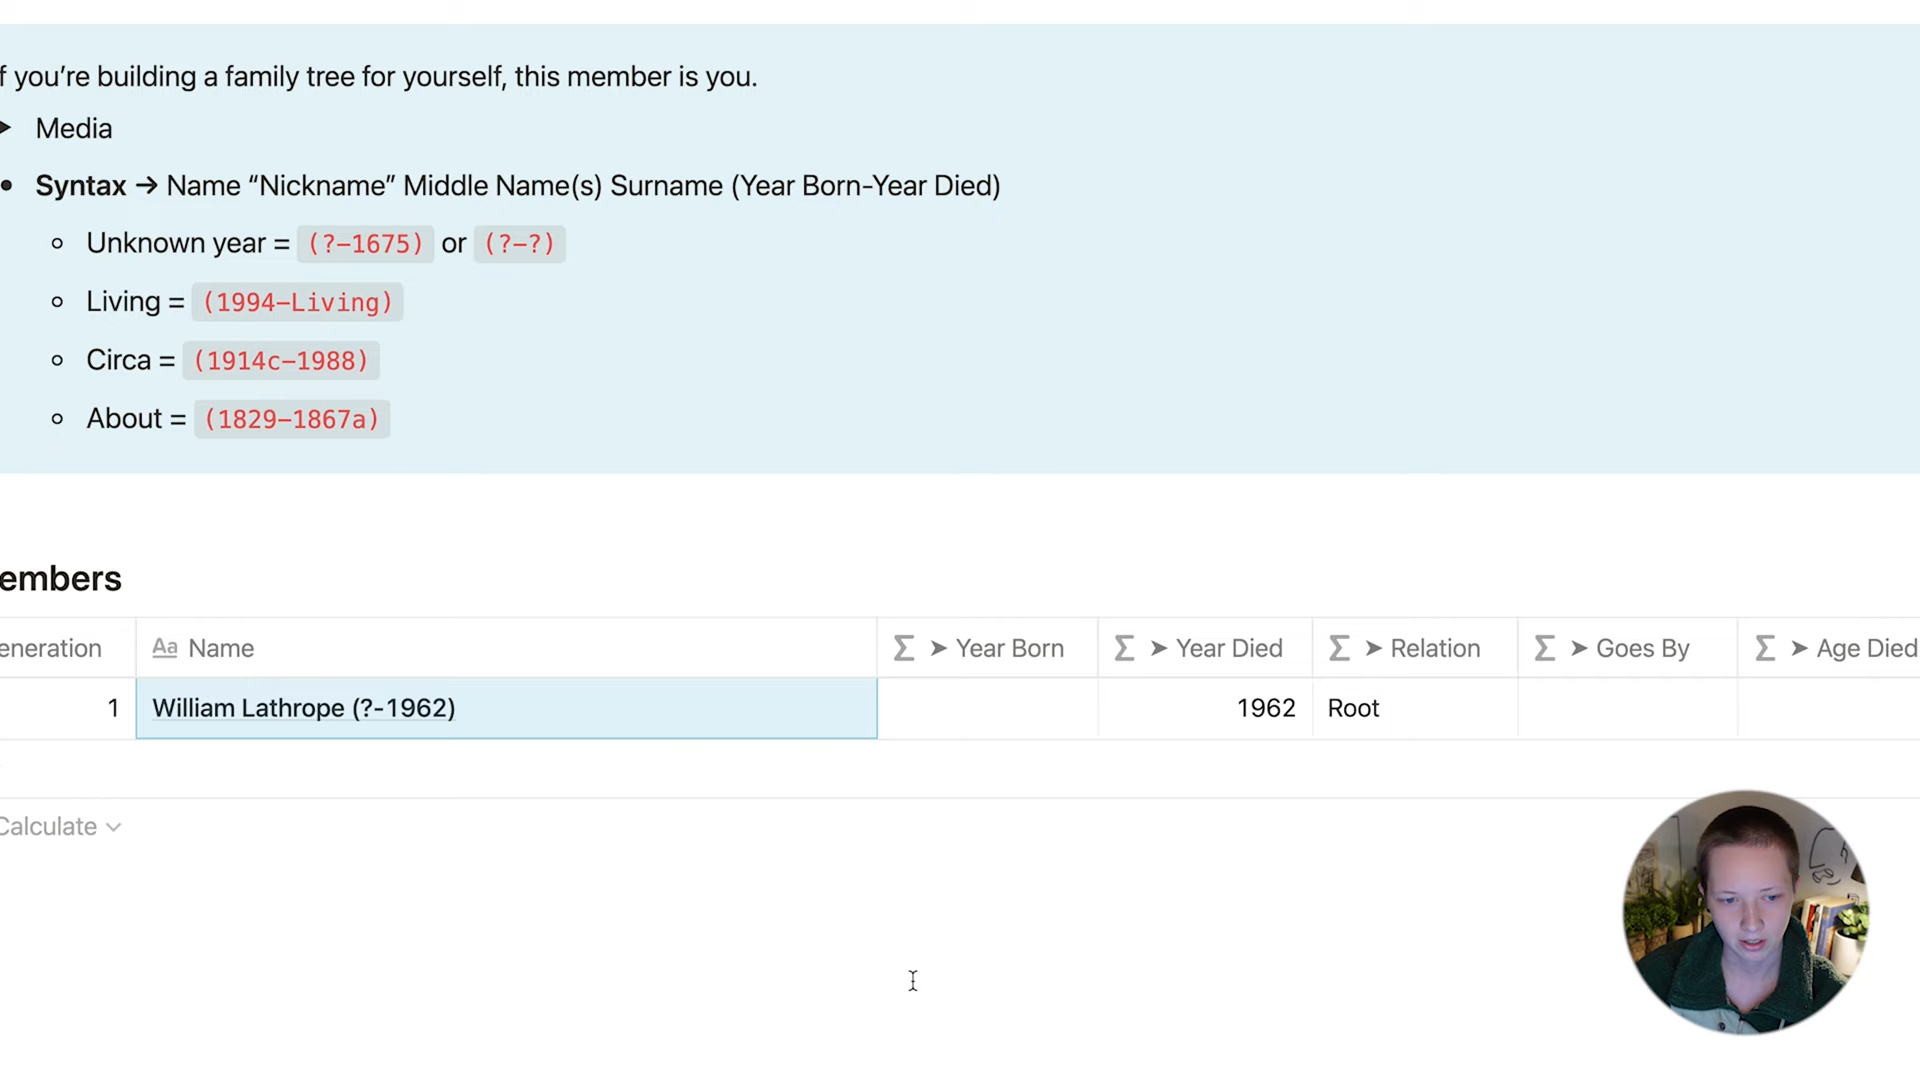 f you’re building a family tree for yourself, this member is you.
Media
Syntax → Name “Nickname” Middle Name(s) Surname (Year Born-Year Died)
Unknown year = (?-1675) or (?-?)
Living = (1994-Living)
Circa = (1914c-1988)
About = (1829-1867a)
embers
eneration Aa Name Σ ➤ Year Born Σ ➤ Year Died Σ ➤ Relation Σ ➤ Goes By Σ ➤ Age Died
1 William Lathrope (?-1962) 1962 Root
Calculate